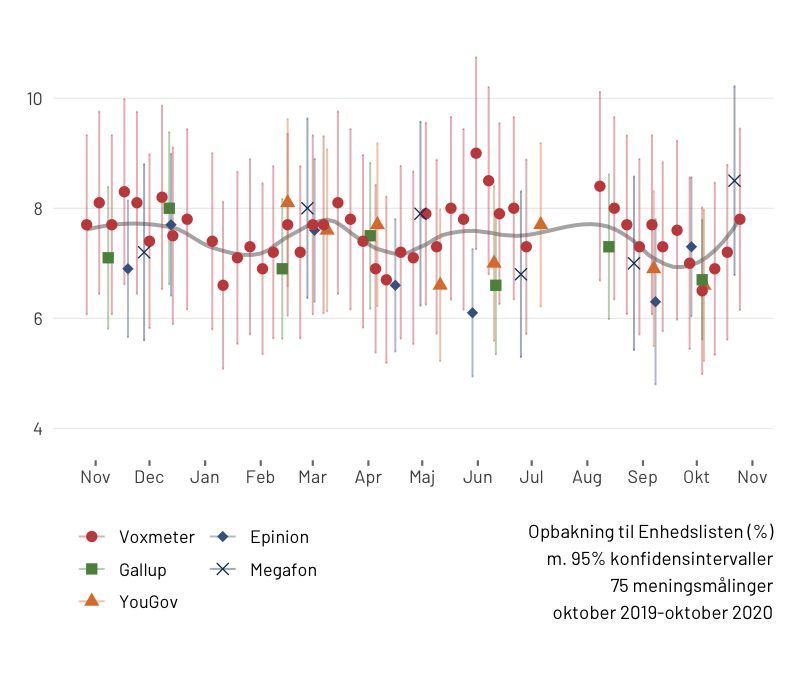 10
8
6
4
Nov Dec Jan Feb Mar Apr Maj Jun Jul Aug Sep Okt Nov
Voxmeter Epinion
Gallup Megafon
YouGov
Opbakning til Enhedslisten (%)
m. 95% konfidensintervaller
75 meningsmålinger
oktober 2019-oktober 2020